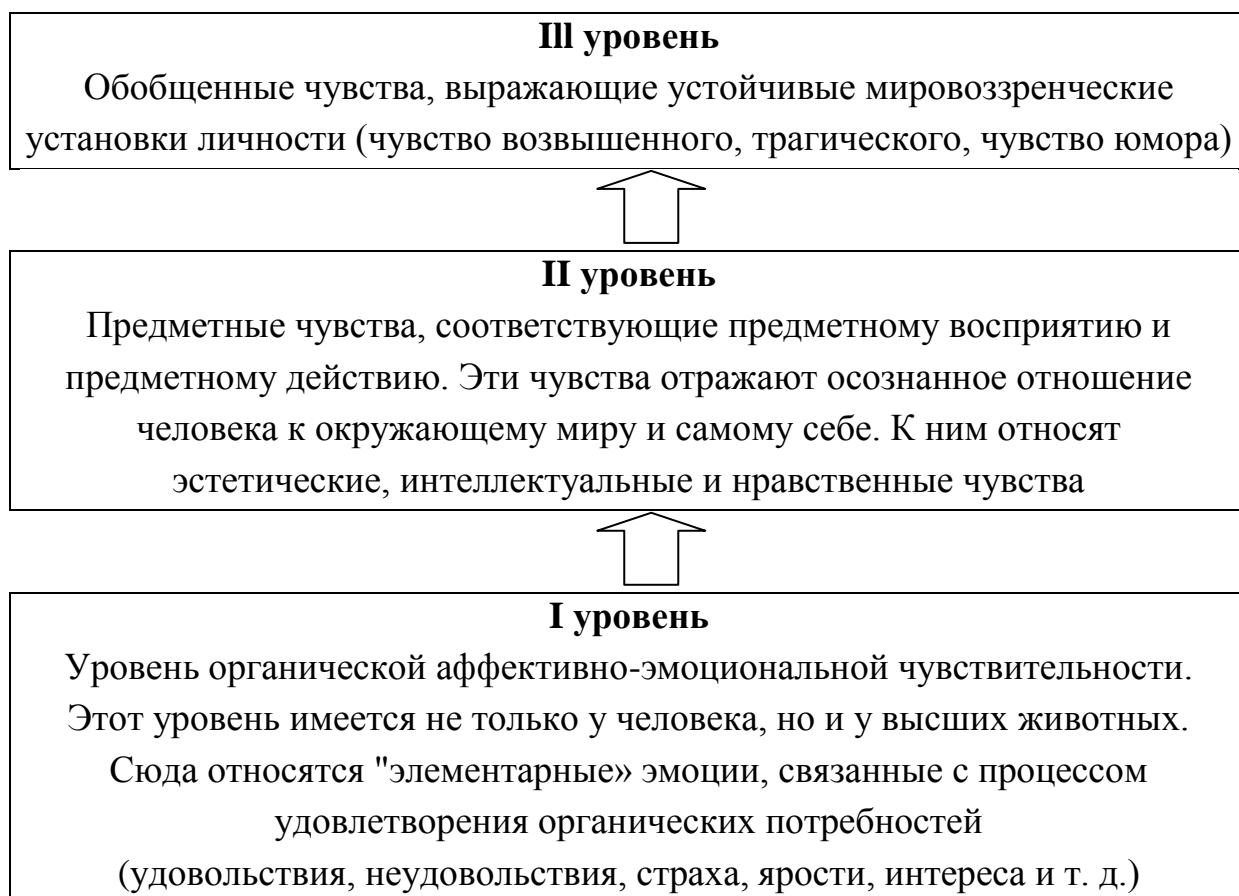 Ill уровень
Обобщенные чувства, выражающие устойчивые мировоззренческие
установки личности (чувство возвышенного, трагического, чувство юмора)
II уровень
Предметные чувства, соответствующие предметному восприятию и
предметному действию. Эти чувства отражают осознанное отношение
человека к окружающему миру и самому себе. К ним относят
эстетические, интеллектуальные и нравственные чувства
I уровень
Уровень органической аффективно-эмоциональной чувствительности.
Этот уровень имеется не только у человека, но и у высших животных.
Сюда относятся "элементарные» эмоции, связанные с процессом
удовлетворения органических потребностей
(удовольствия, неудовольствия, страха, ярости, интереса и т. д.)